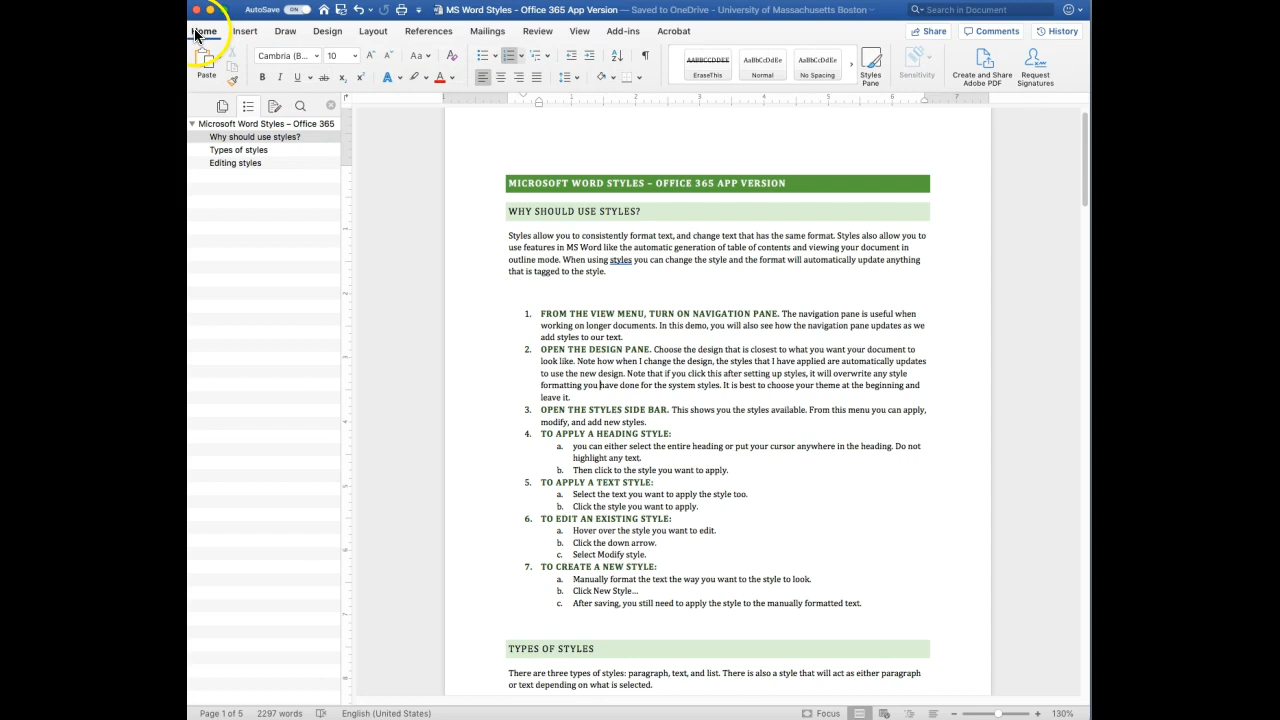 AutoSave ON MS Word Styles - Office 365 App Version — Saved to OneDrive - University of Massachusetts Boston Search in Document
Home Insert Draw Design Layout References Mailings Review View Add-ins Acrobat Share Comments History
Paste Cambria (B... 10 Aa B I U ab x₂ x² A A AABBCCDDEE EraseThis AaBbCcDdEe Normal AaBbCcDdEe No Spacing Styles Pane Sensitivity Create and Share Adobe PDF Request Signatures
Microsoft Word Styles – Office 365
Why should use styles?
Types of styles
Editing styles
1 2 3 4 5 6 7
MICROSOFT WORD STYLES – OFFICE 365 APP VERSION
WHY SHOULD USE STYLES?
Styles allow you to consistently format text, and change text that has the same format. Styles also allow you to
use features in MS Word like the automatic generation of table of contents and viewing your document in
outline mode. When using styles you can change the style and the format will automatically update anything
that is tagged to the style.
1. FROM THE VIEW MENU, TURN ON NAVIGATION PANE. The navigation pane is useful when
working on longer documents. In this demo, you will also see how the navigation pane updates as we
add styles to our text.
2. OPEN THE DESIGN PANE. Choose the design that is closest to what you want your document to
look like. Note how when I change the design, the styles that I have applied are automatically updates
to use the new design. Note that if you click this after setting up styles, it will overwrite any style
formatting you have done for the system styles. It is best to choose your theme at the beginning and
leave it.
3. OPEN THE STYLES SIDE BAR. This shows you the styles available. From this menu you can apply,
modify, and add new styles.
4. TO APPLY A HEADING STYLE:
a. you can either select the entire heading or put your cursor anywhere in the heading. Do not
highlight any text.
b. Then click to the style you want to apply.
5. TO APPLY A TEXT STYLE:
a. Select the text you want to apply the style too.
b. Click the style you want to apply.
6. TO EDIT AN EXISTING STYLE:
a. Hover over the style you want to edit.
b. Click the down arrow.
c. Select Modify style.
7. TO CREATE A NEW STYLE:
a. Manually format the text the way you want to the style to look.
b. Click New Style…
c. After saving, you still need to apply the style to the manually formatted text.
TYPES OF STYLES
There are three types of styles: paragraph, text, and list. There is also a style that will act as either paragraph
or text depending on what is selected.
Page 1 of 5 2297 words English (United States) Focus 130%